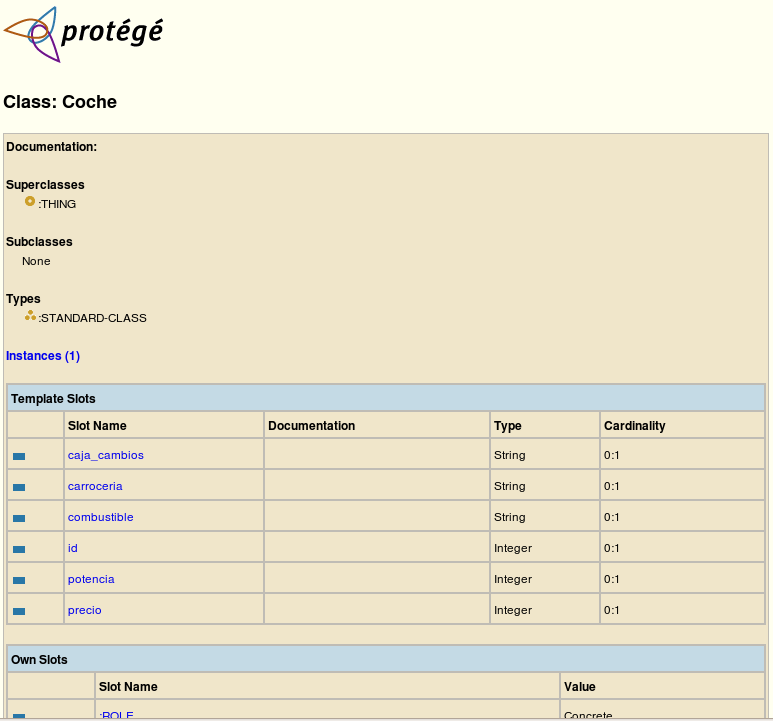 protégé
Class: Coche
Documentation:
Superclasses
:THING
Subclasses
None
Types
:STANDARD-CLASS
Instances (1)
Template Slots
Slot Name Documentation Type Cardinality
caja_cambios String 0:1
carroceria String 0:1
combustible String 0:1
id Integer 0:1
potencia Integer 0:1
precio Integer 0:1
Own Slots
Slot Name Value
:ROLE Concrete